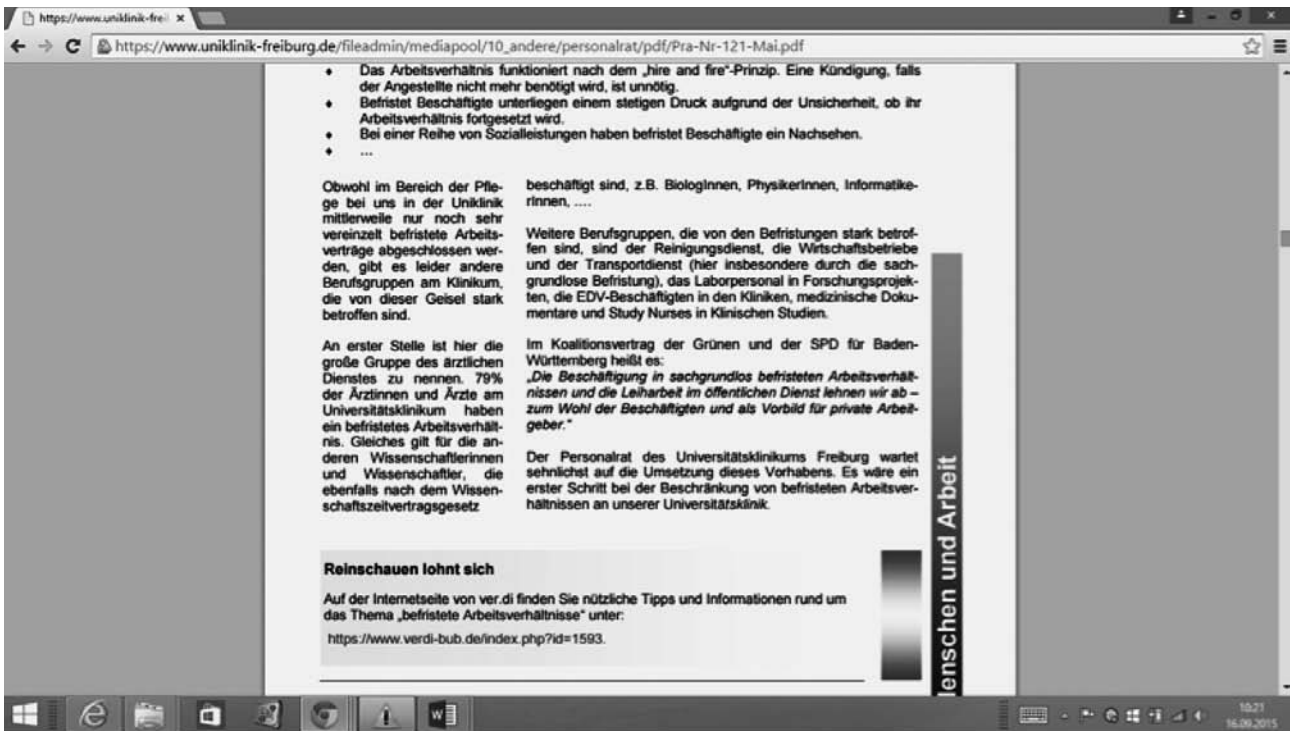 https://www.uniklinik-frei
https://www.uniklinik-freiburg.de/fileadmin/mediapool/10_andere/personalrat/pdf/Pra-Nr-121-Mai.pdf
♦ Das Arbeitsverhältnis funktioniert nach dem „hire and fire“-Prinzip. Eine Kündigung, falls
der Angestellte nicht mehr benötigt wird, ist unnötig.
♦ Befristet Beschäftigte unterliegen einem stetigen Druck aufgrund der Unsicherheit, ob ihr
Arbeitsverhältnis fortgesetzt wird.
♦ Bei einer Reihe von Sozialleistungen haben befristet Beschäftigte ein Nachsehen.
♦ ...
Obwohl im Bereich der Pfle-
ge bei uns in der Uniklinik
mittlerweile nur noch sehr
vereinzelt befristete Arbeits-
verträge abgeschlossen wer-
den, gibt es leider andere
Berufsgruppen am Klinikum,
die von dieser Geisel stark
betroffen sind.
An erster Stelle ist hier die
große Gruppe des ärztlichen
Dienstes zu nennen. 79%
der Ärztinnen und Ärzte am
Universitätsklinikum haben
ein befristetes Arbeitsverhält-
nis. Gleiches gilt für die an-
deren Wissenschaftlerinnen
und Wissenschaftler, die
ebenfalls nach dem Wissen-
schaftszeitvertragsgesetz
beschäftigt sind, z.B. BiologInnen, PhysikerInnen, Informatike-
rInnen, ....
Weitere Berufsgruppen, die von den Befristungen stark betrof-
fen sind, sind der Reinigungsdienst, die Wirtschaftsbetriebe
und der Transportdienst (hier insbesondere durch die sach-
grundlose Befristung), das Laborpersonal in Forschungsprojek-
ten, die EDV-Beschäftigten in den Kliniken, medizinische Doku-
mentare und Study Nurses in Klinischen Studien.
Im Koalitionsvertrag der Grünen und der SPD für Baden-
Württemberg heißt es:
„Die Beschäftigung in sachgrundlos befristeten Arbeitsverhält-
nissen und die Leiharbeit im öffentlichen Dienst lehnen wir ab –
zum Wohl der Beschäftigten und als Vorbild für private Arbeit-
geber.“
Der Personalrat des Universitätsklinikums Freiburg wartet
sehnlichst auf die Umsetzung dieses Vorhabens. Es wäre ein
erster Schritt bei der Beschränkung von befristeten Arbeitsver-
hältnissen an unserer Universitätsklinik.
enschen und Arbeit
Reinschauen lohnt sich
Auf der Internetseite von ver.di finden Sie nützliche Tipps und Informationen rund um
das Thema „befristete Arbeitsverhältnisse“ unter:
https://www.verdi-bub.de/index.php?id=1593.
10:21
16.09.2015